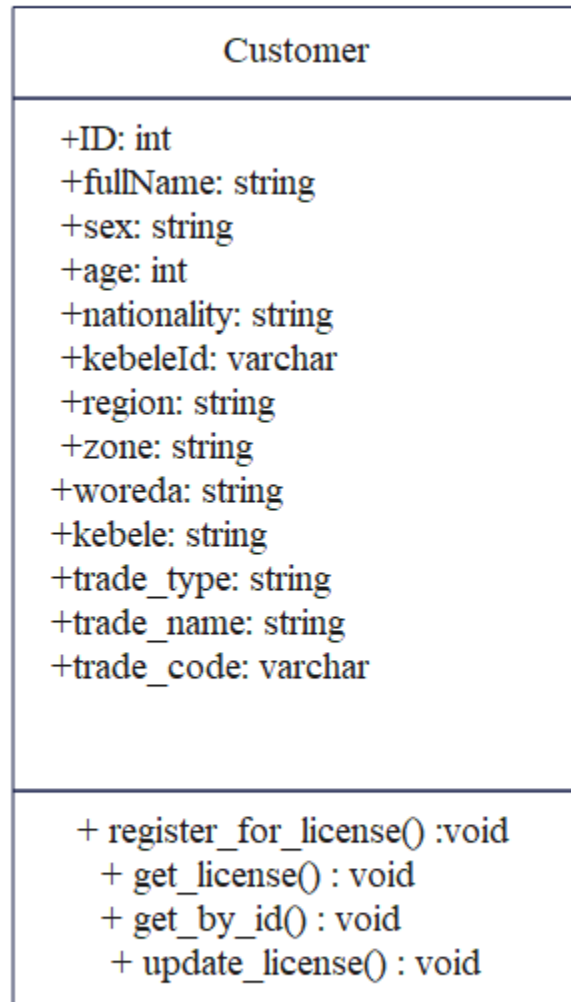 Customer
+ID: int
+fullName: string
+sex: string
+age: int
+nationality: string
+kebeleId: varchar
+region: string
+zone: string
+woreda: string
+kebele: string
+trade_type: string
+trade_name: string
+trade_code: varchar
+ register_for_license() :void
+ get_license() : void
+ get_by_id() : void
+ update_license() : void